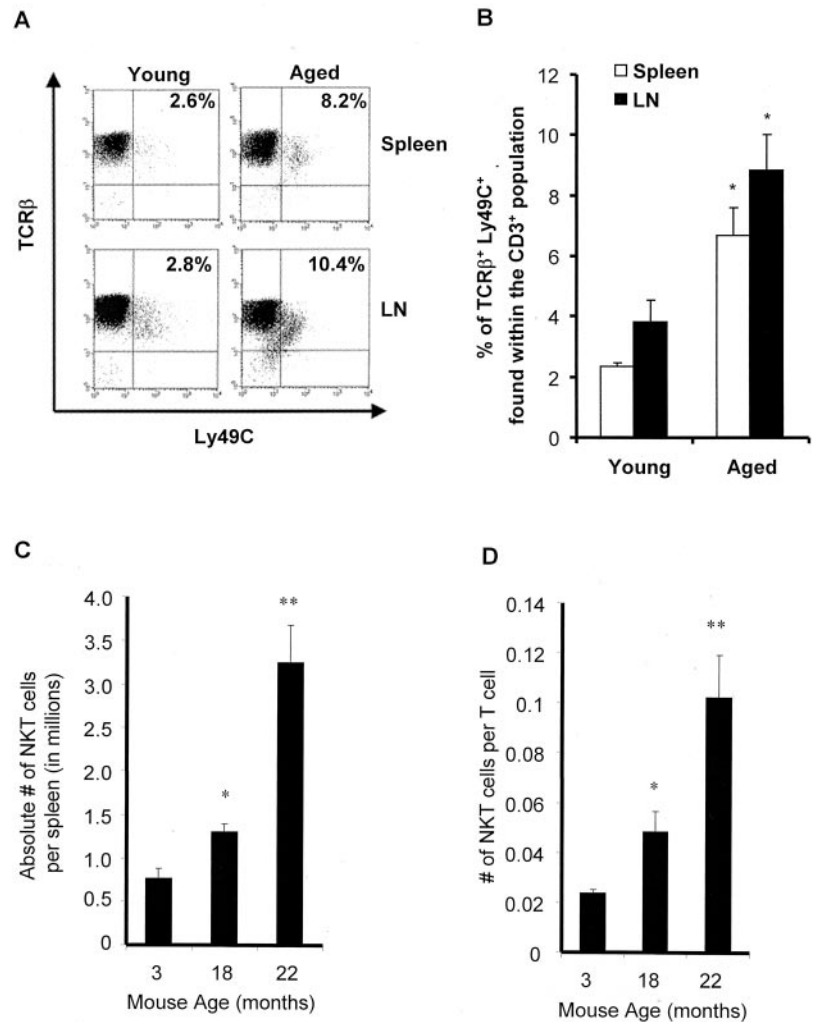 A
Young
Aged
2.6%
8.2%
Spleen
2.8%
10.4%
LN
TCRβ
Ly49C
B
Spleen
LN
% of TCRβ+ Ly49C+
found within the CD3+ population
12
10
8
6
4
2
0
*
*
Young
Aged
C
Absolute # of NKT cells
per spleen (in millions)
4.0
3.5
3.0
2.5
2.0
1.5
1.0
0.5
0
*
**
3
18
22
Mouse Age (months)
D
# of NKT cells per T cell
0.14
0.12
0.1
0.08
0.06
0.04
0.02
0
*
**
3
18
22
Mouse Age (months)